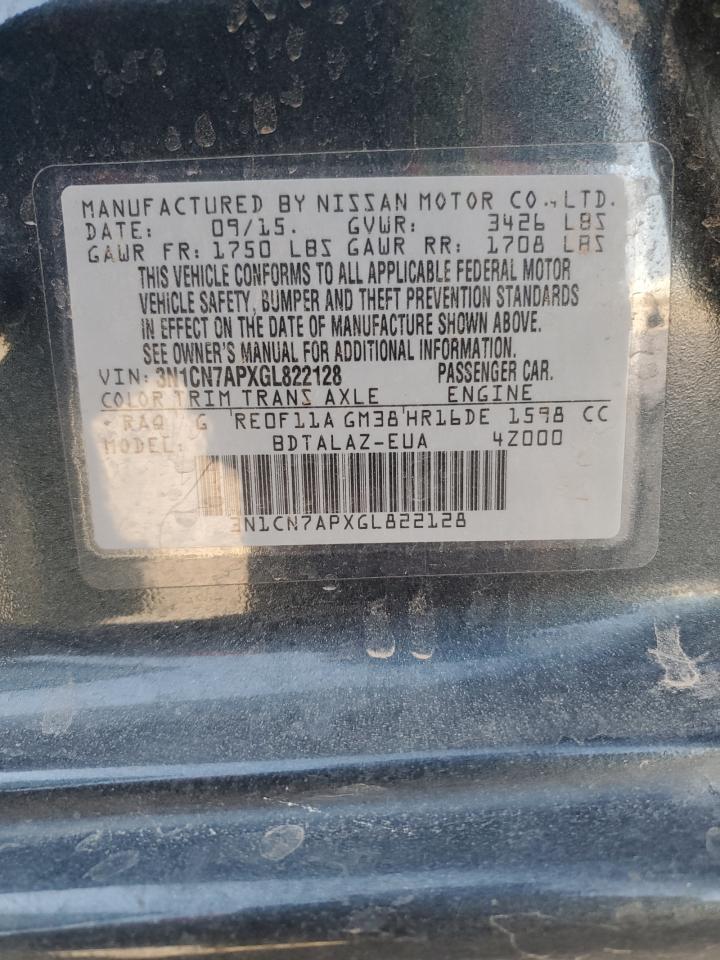 MANUFACTURED BY NISSAN MOTOR CO., LTD.
DATE: 09/15. GVWR: 3426 LBS
GAWR FR: 1750 LBS GAWR RR: 1708 LBS
THIS VEHICLE CONFORMS TO ALL APPLICABLE FEDERAL MOTOR
VEHICLE SAFETY, BUMPER AND THEFT PREVENTION STANDARDS
IN EFFECT ON THE DATE OF MANUFACTURE SHOWN ABOVE.
SEE OWNER'S MANUAL FOR ADDITIONAL INFORMATION.
VIN: 3N1CN7APXGL822128 PASSENGER CAR.
COLOR TRIM TRANS AXLE ENGINE
RAQ G RE0F11A GM38 HR16DE 1598 CC
MODEL: BDTALAZ-EUA 4Z000
3N1CN7APXGL822128